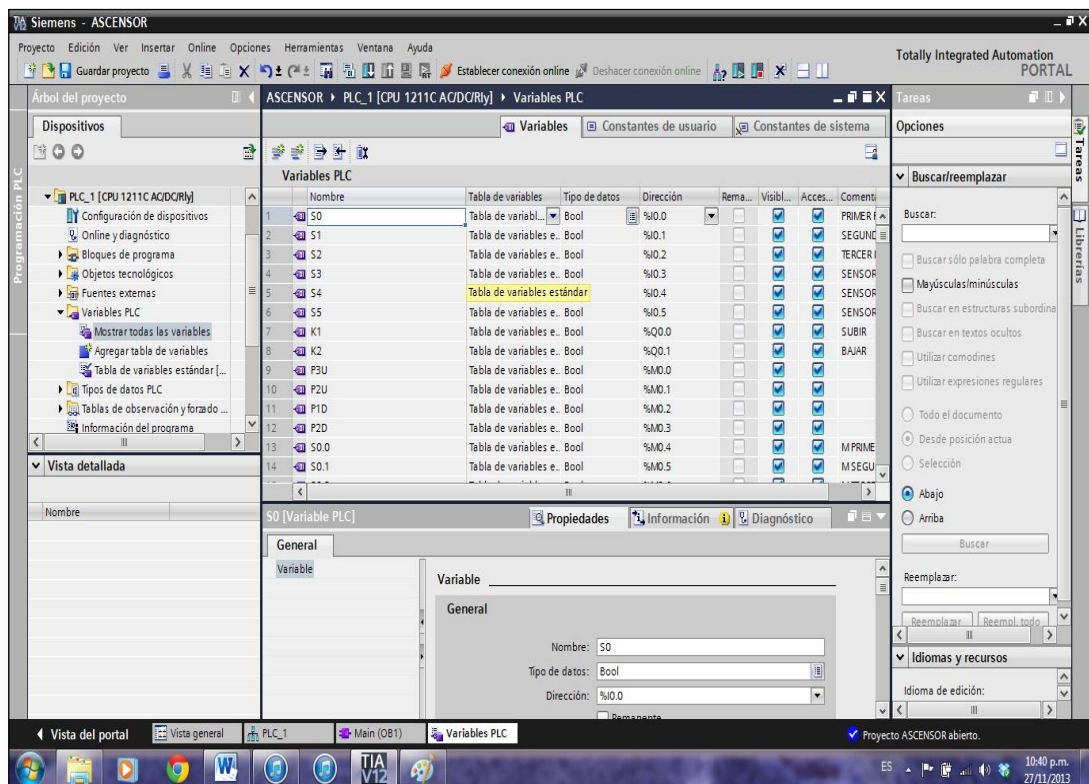 Siemens - ASCENSOR
Proyecto Edición Ver Insertar Online Opciones Herramientas Ventana Ayuda
Guardar proyecto Establecer conexión online Deshacer conexión online
Totally Integrated Automation
PORTAL
Árbol del proyecto
ASCENSOR PLC_1 [CPU 1211C AC/DC/Rly] Variables PLC
Tareas
Dispositivos
Variables Constantes de usuario Constantes de sistema
Opciones
Programación PLC
Variables PLC
PLC_1 [CPU 1211C AC/DC/Rly]
Configuración de dispositivos
Online y diagnóstico
Bloques de programa
Objetos tecnológicos
Fuentes externas
Variables PLC
Mostrar todas las variables
Agregar tabla de variables
Tabla de variables estándar [...
Tipos de datos PLC
Tablas de observación y forzado ...
Información del programa
Vista detallada
Nombre
Nombre Tabla de variables Tipo de datos Dirección Rema... Visibl... Acces... Coment
1 S0 Tabla de variabl... Bool %I0.0 PRIMER
2 S1 Tabla de variables e.. Bool %I0.1 SEGUND
3 S2 Tabla de variables e.. Bool %I0.2 TERCER
4 S3 Tabla de variables e.. Bool %I0.3 SENSOR
5 S4 Tabla de variables estándar %I0.4 SENSOR
6 S5 Tabla de variables e.. Bool %I0.5 SENSOR
7 K1 Tabla de variables e.. Bool %Q0.0 SUBIR
8 K2 Tabla de variables e.. Bool %Q0.1 BAJAR
9 P3U Tabla de variables e.. Bool %M0.0
10 P2U Tabla de variables e.. Bool %M0.1
11 P1D Tabla de variables e.. Bool %M0.2
12 P2D Tabla de variables e.. Bool %M0.3
13 S0.0 Tabla de variables e.. Bool %M0.4 M PRIME
14 S0.1 Tabla de variables e.. Bool %M0.5 M SEGU
S0 [Variable PLC]
Propiedades Información Diagnóstico
General
Variable
Variable
General
Nombre: S0
Tipo de datos: Bool
Dirección: %I0.0
Remanente
Buscar/reemplazar
Buscar:
Buscar sólo palabra completa
Mayúsculas/minúsculas
Buscar en estructuras subordina
Buscar en textos ocultos
Utilizar comodines
Utilizar expresiones regulares
Todo el documento
Desde posición actua
Selección
Abajo
Arriba
Buscar
Reemplazar:
Reemplazar Reempl. todo
Idiomas y recursos
Idioma de edición:
Tareas
Librerías
Vista del portal Vista general PLC_1 Main (OB1) Variables PLC
Proyecto ASCENSOR abierto.
TIA V12
ES
10:40 p.m.
27/11/2013